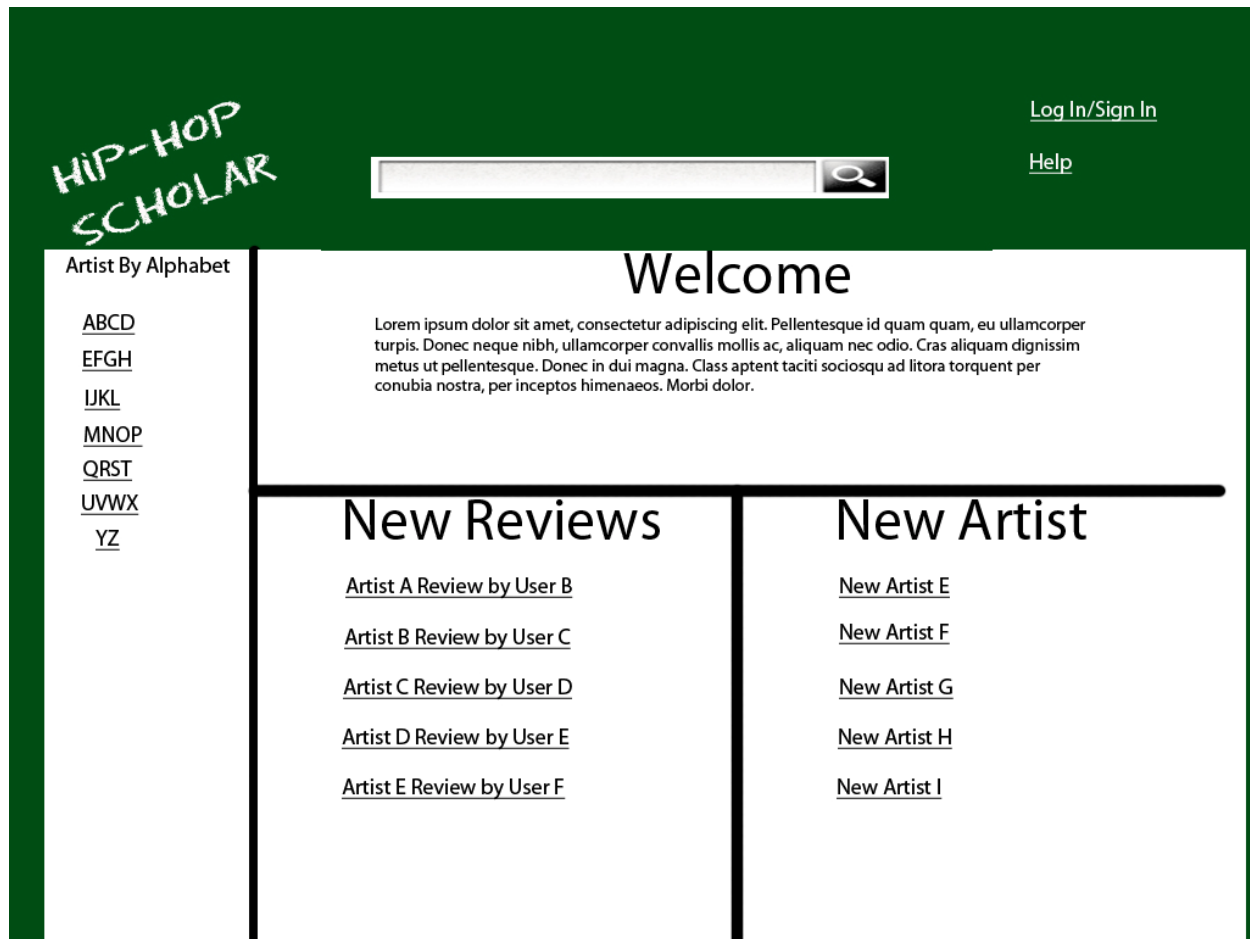 HiP-HOP
SCHOLAR
Log In/Sign In
Help
Artist By Alphabet
ABCD
EFGH
IJKL
MNOP
QRST
UVWX
YZ
Welcome
Lorem ipsum dolor sit amet, consectetur adipiscing elit. Pellentesque id quam quam, eu ullamcorper
turpis. Donec neque nibh, ullamcorper convallis mollis ac, aliquam nec odio. Cras aliquam dignissim
metus ut pellentesque. Donec in dui magna. Class aptent taciti sociosqu ad litora torquent per
conubia nostra, per inceptos himenaeos. Morbi dolor.
New Reviews
Artist A Review by User B
Artist B Review by User C
Artist C Review by User D
Artist D Review by User E
Artist E Review by User F
New Artist
New Artist E
New Artist F
New Artist G
New Artist H
New Artist I